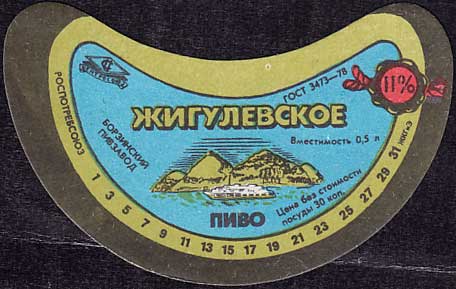 РОСПОТРЕБСОЮЗ
ГОСТ 3473—78
11%
ЖИГУЛЕВСКОЕ
БОРЗИНСКИЙ
ПИВЗАВОД
Вместимость 0,5 л
ПИВО
Цена без стоимости
посуды 30 коп.
1 3 5 7 9 11 13 15 17 19 21 23 25 27 29 31